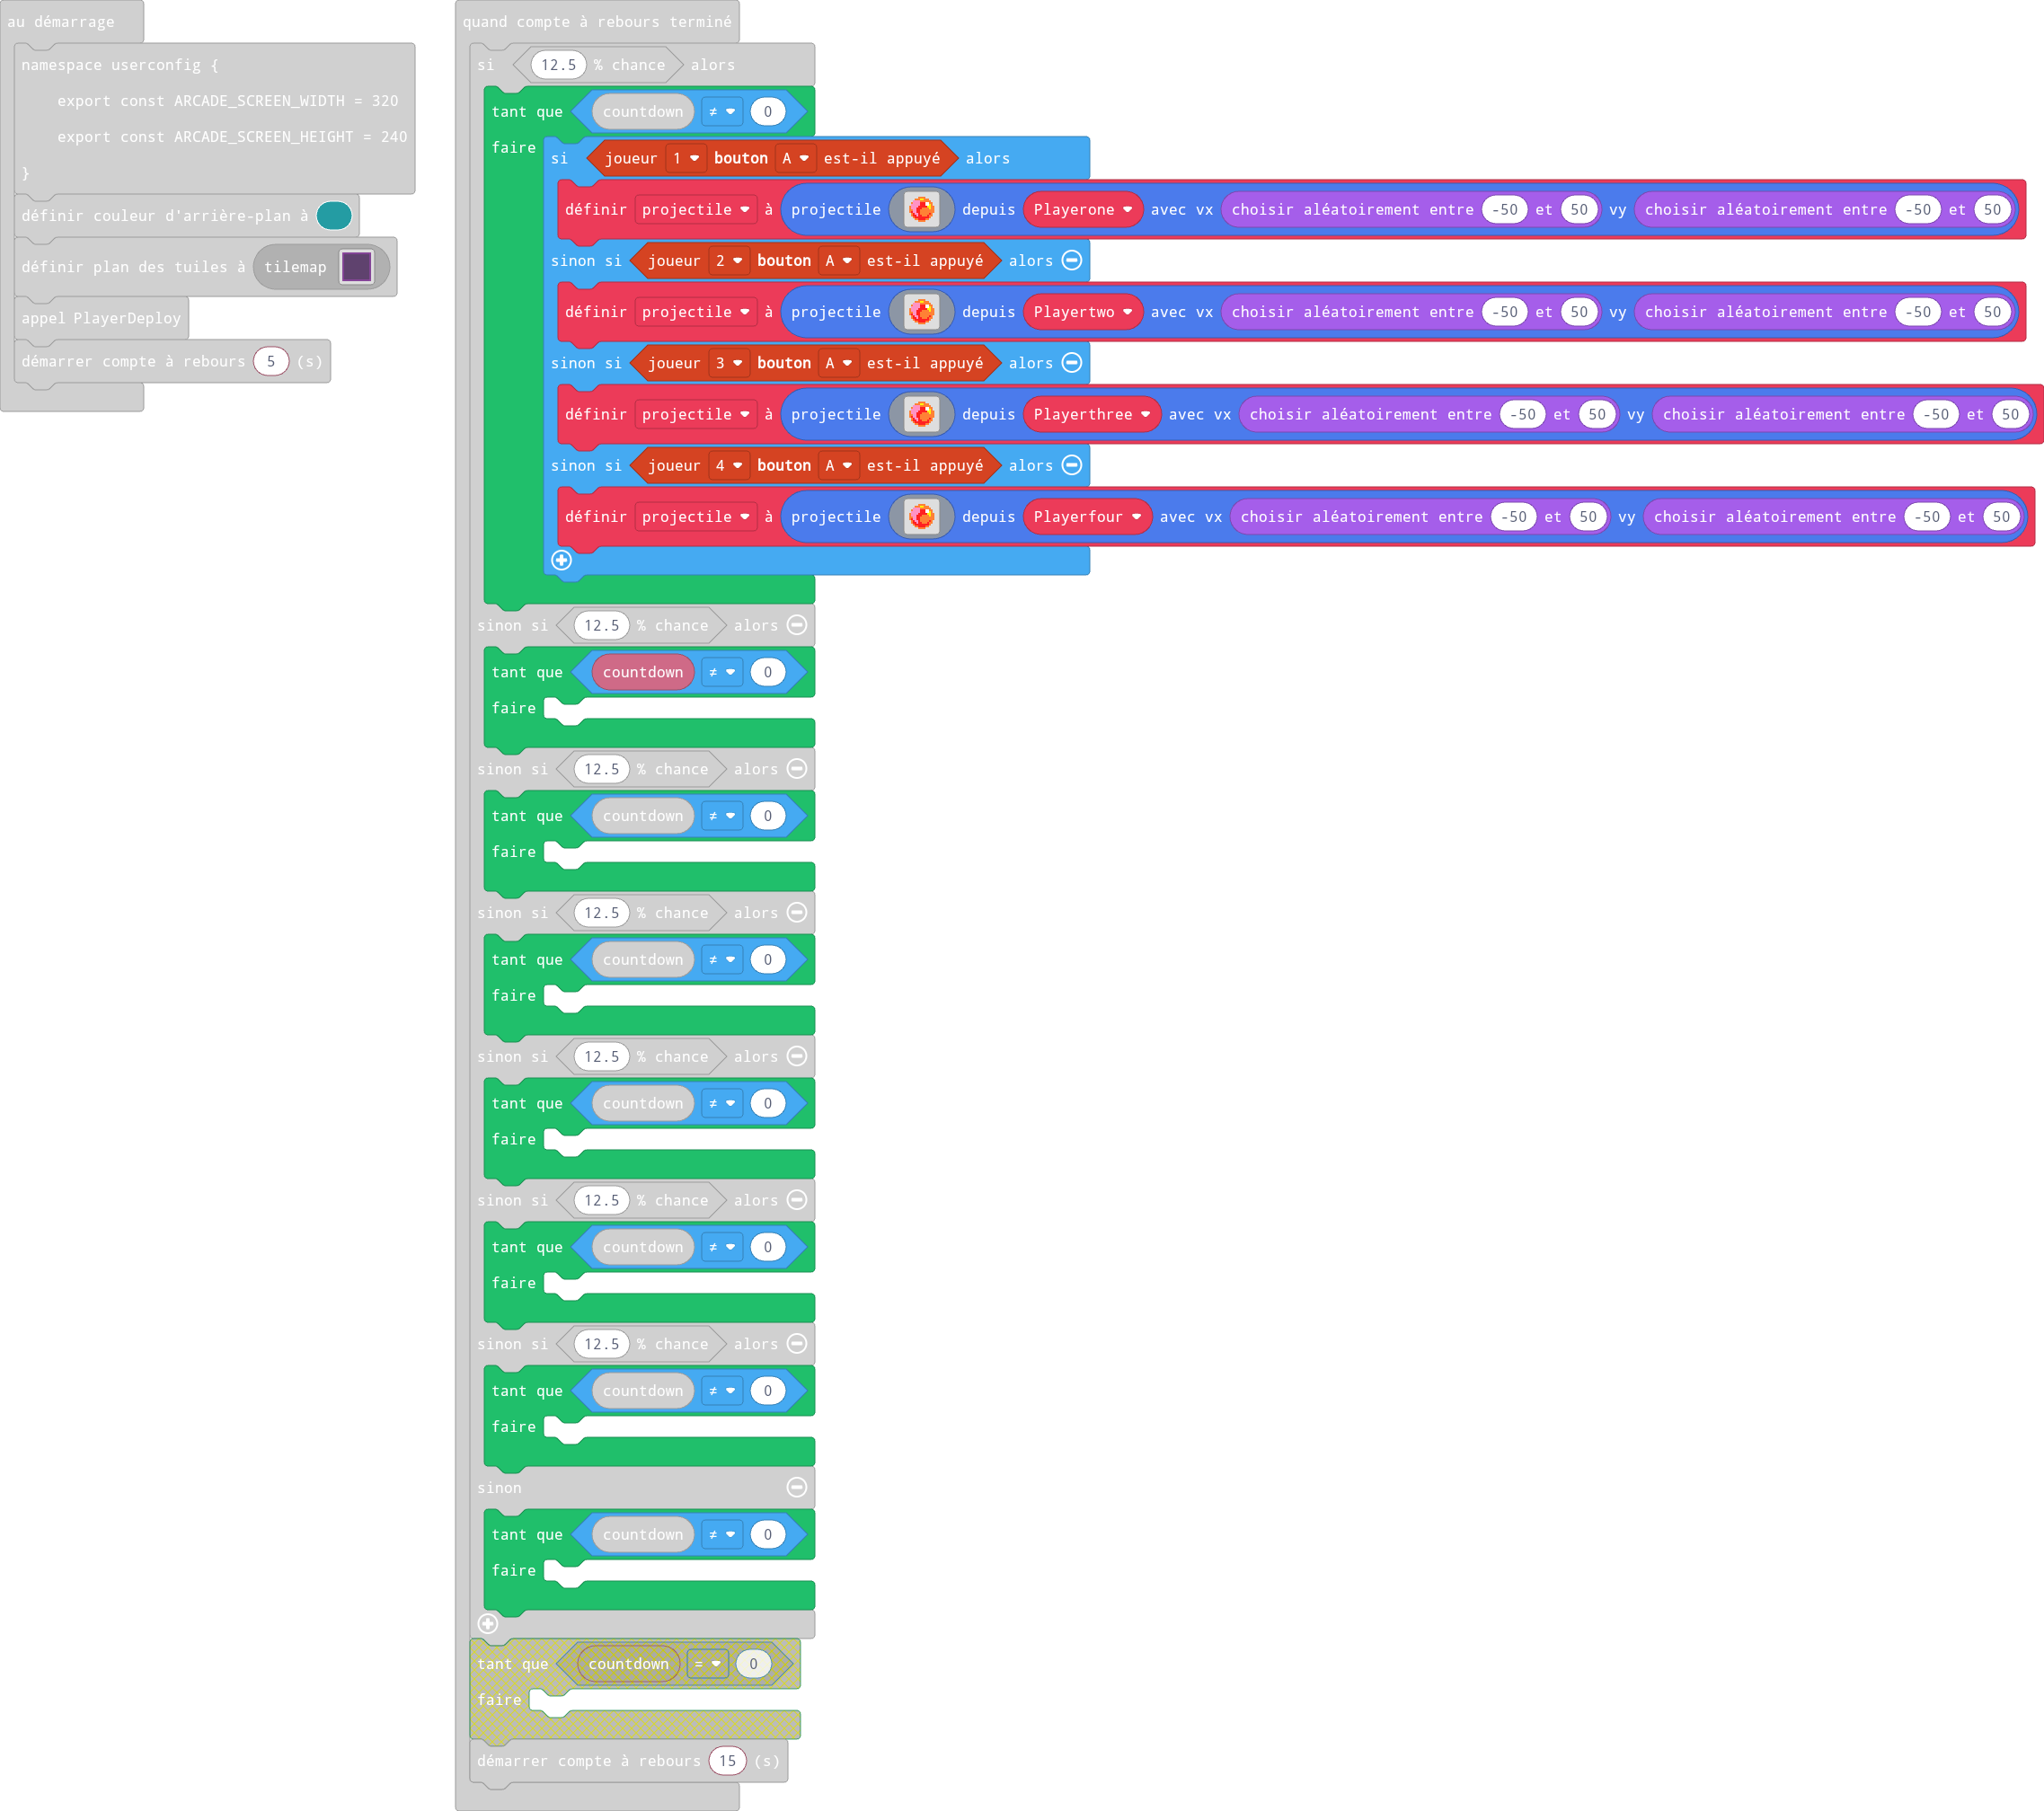 au démarrage
namespace userconfig {
export const ARCADE_SCREEN_WIDTH = 320
export const ARCADE_SCREEN_HEIGHT = 240
}
définir couleur d'arrière-plan à
définir plan des tuiles à tilemap
appel PlayerDeploy
démarrer compte à rebours 5 (s)
quand compte à rebours terminé
si 12.5 % chance alors
tant que countdown ≠ 0
faire
si joueur 1 bouton A est-il appuyé alors
définir projectile à projectile depuis Playerone avec vx choisir aléatoirement entre -50 et 50 vy choisir aléatoirement entre -50 et 50
sinon si joueur 2 bouton A est-il appuyé alors
définir projectile à projectile depuis Playertwo avec vx choisir aléatoirement entre -50 et 50 vy choisir aléatoirement entre -50 et 50
sinon si joueur 3 bouton A est-il appuyé alors
définir projectile à projectile depuis Playerthree avec vx choisir aléatoirement entre -50 et 50 vy choisir aléatoirement entre -50 et 50
sinon si joueur 4 bouton A est-il appuyé alors
définir projectile à projectile depuis Playerfour avec vx choisir aléatoirement entre -50 et 50 vy choisir aléatoirement entre -50 et 50
sinon si 12.5 % chance alors
tant que countdown ≠ 0
faire
sinon si 12.5 % chance alors
tant que countdown ≠ 0
faire
sinon si 12.5 % chance alors
tant que countdown ≠ 0
faire
sinon si 12.5 % chance alors
tant que countdown ≠ 0
faire
sinon si 12.5 % chance alors
tant que countdown ≠ 0
faire
sinon si 12.5 % chance alors
tant que countdown ≠ 0
faire
sinon
tant que countdown ≠ 0
faire
tant que countdown = 0
faire
démarrer compte à rebours 15 (s)